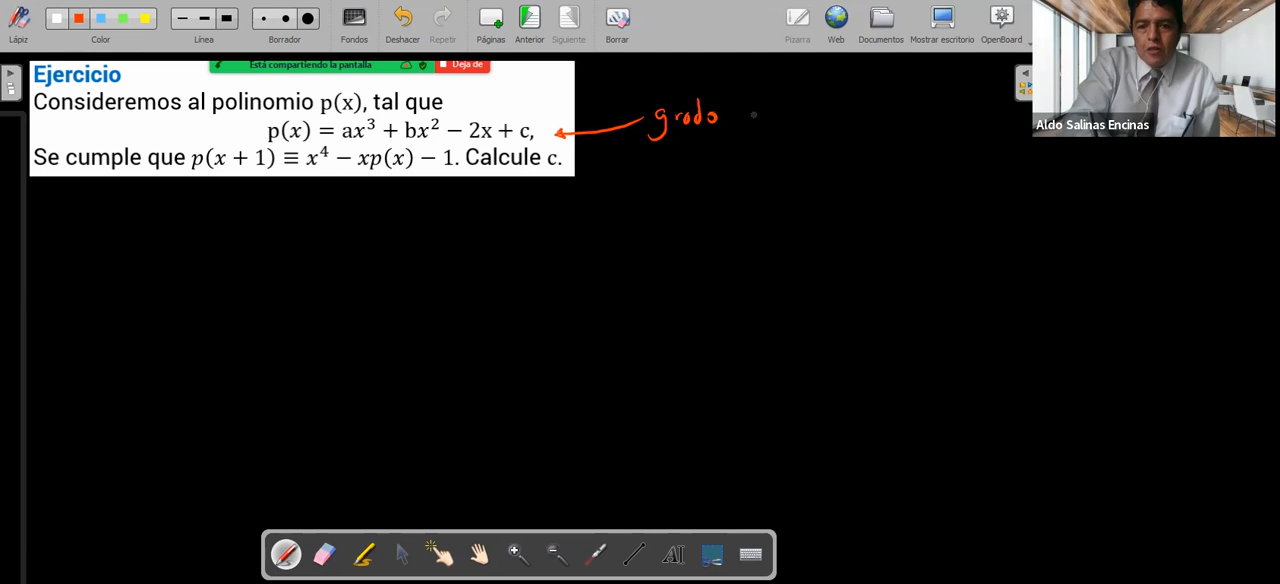 Lápiz
Color
Línea
Borrador
Fondos
Deshacer
Repetir
Páginas
Anterior
Siguiente
Borrar
Pizarra
Web
Documentos
Mostrar escritorio
OpenBoard
Está compartiendo la pantalla
Deja de
Ejercicio
Consideremos al polinomio p(x), tal que
p(x) = ax³ + bx² − 2x + c,
grado
Se cumple que p(x + 1) ≡ x⁴ − xp(x) − 1. Calcule c.
Aldo Salinas Encinas
AI